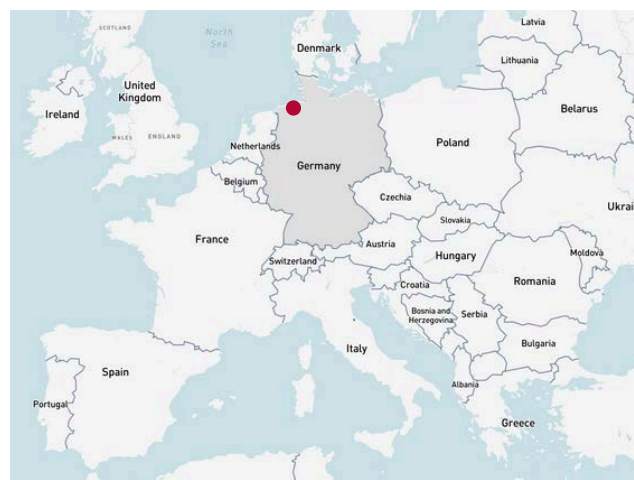 SCOTLAND
North
Sea
Denmark
Latvia
Lithuania
United
Kingdom
Ireland
Belarus
WALES
ENGLAND
Netherlands
Poland
Germany
Belgium
Czechia
Ukrai
Slovakia
France
Austria
Switzerland
Hungary
Moldova
Romania
Croatia
Bosnia and
Herzegovina
Serbia
Bulgaria
Italy
Spain
Albania
Portugal
Greece